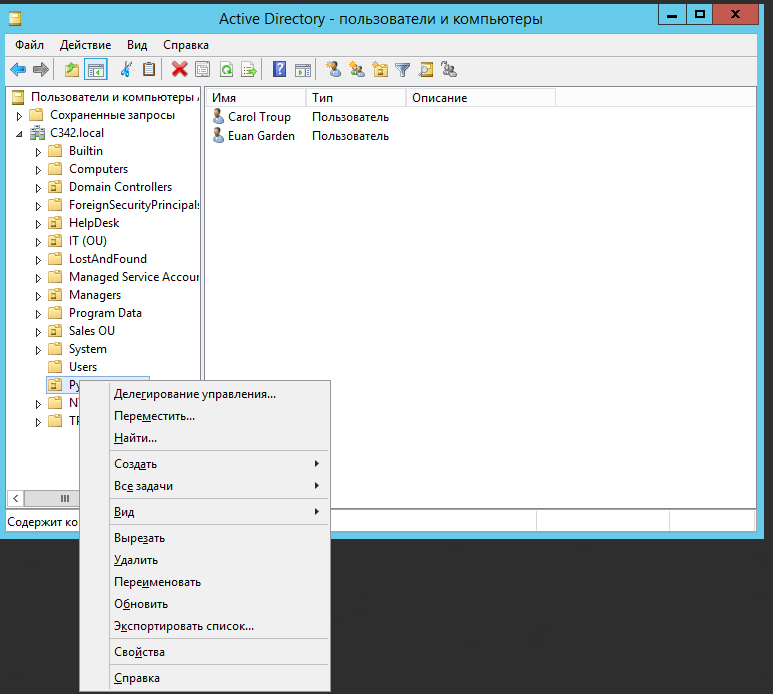 Active Directory - пользователи и компьютеры
Файл Действие Вид Справка
Пользователи и компьютеры
Сохраненные запросы
C342.local
Builtin
Computers
Domain Controllers
ForeignSecurityPrincipals
HelpDesk
IT (OU)
LostAndFound
Managed Service Accour
Managers
Program Data
Sales OU
System
Users
Имя Тип Описание
Carol Troup Пользователь
Euan Garden Пользователь
Делегирование управления...
Переместить...
Найти...
Создать
Все задачи
Вид
Вырезать
Удалить
Переименовать
Обновить
Экспортировать список...
Свойства
Справка
Содержит